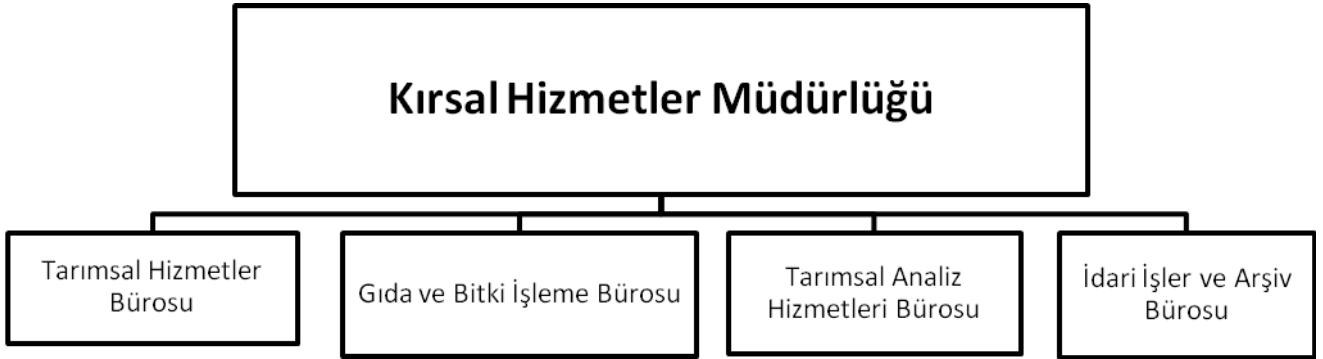 Kırsal Hizmetler Müdürlüğü
Tarımsal Hizmetler
Bürosu
Gıda ve Bitki İşleme Bürosu
Tarımsal Analiz
Hizmetleri Bürosu
İdari İşler ve Arşiv
Bürosu